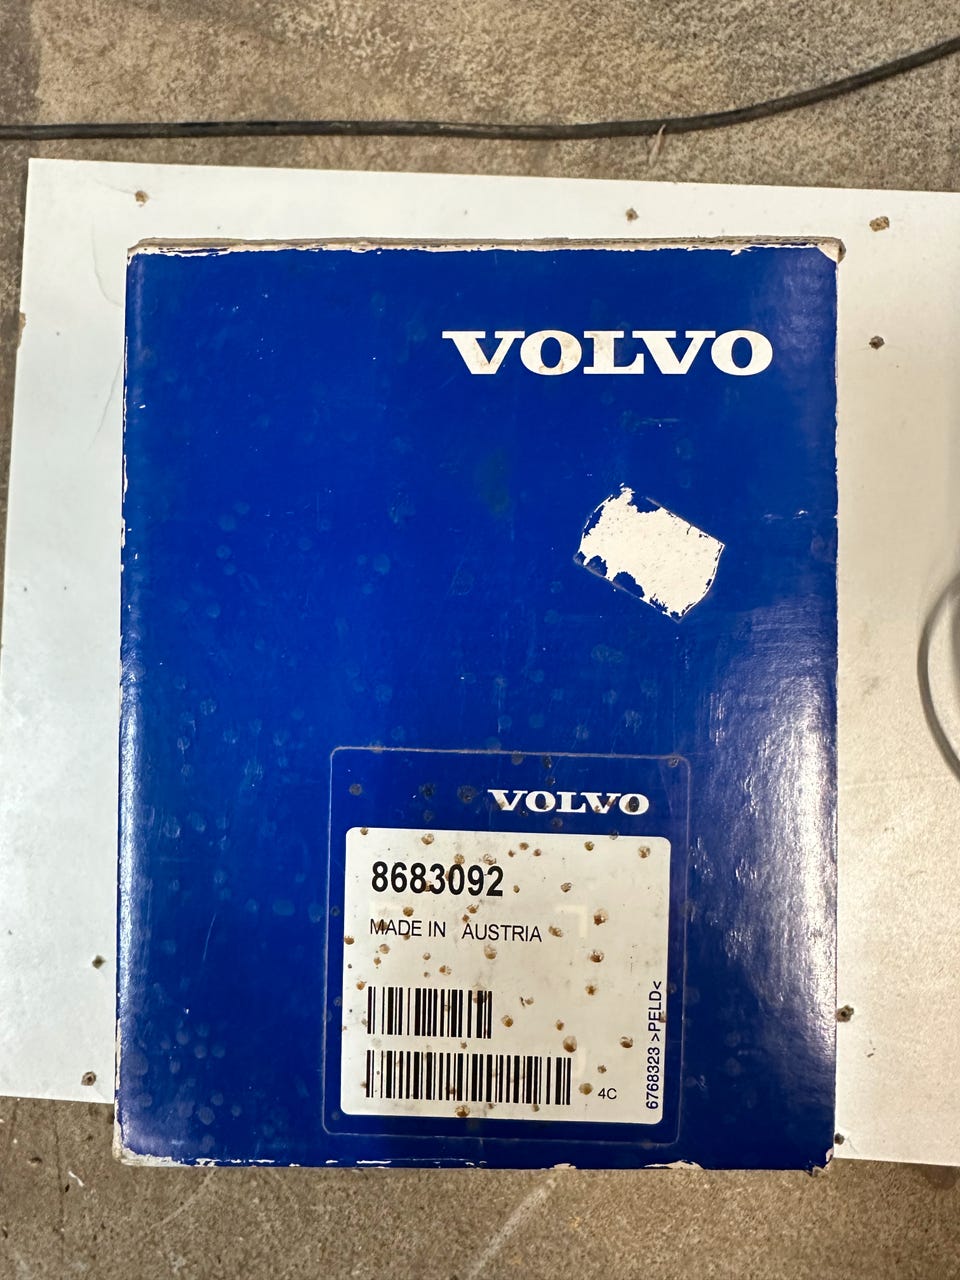 VOLVO
VOLVO
8683092
MADE IN AUSTRIA
4C
6768323 >PELD<